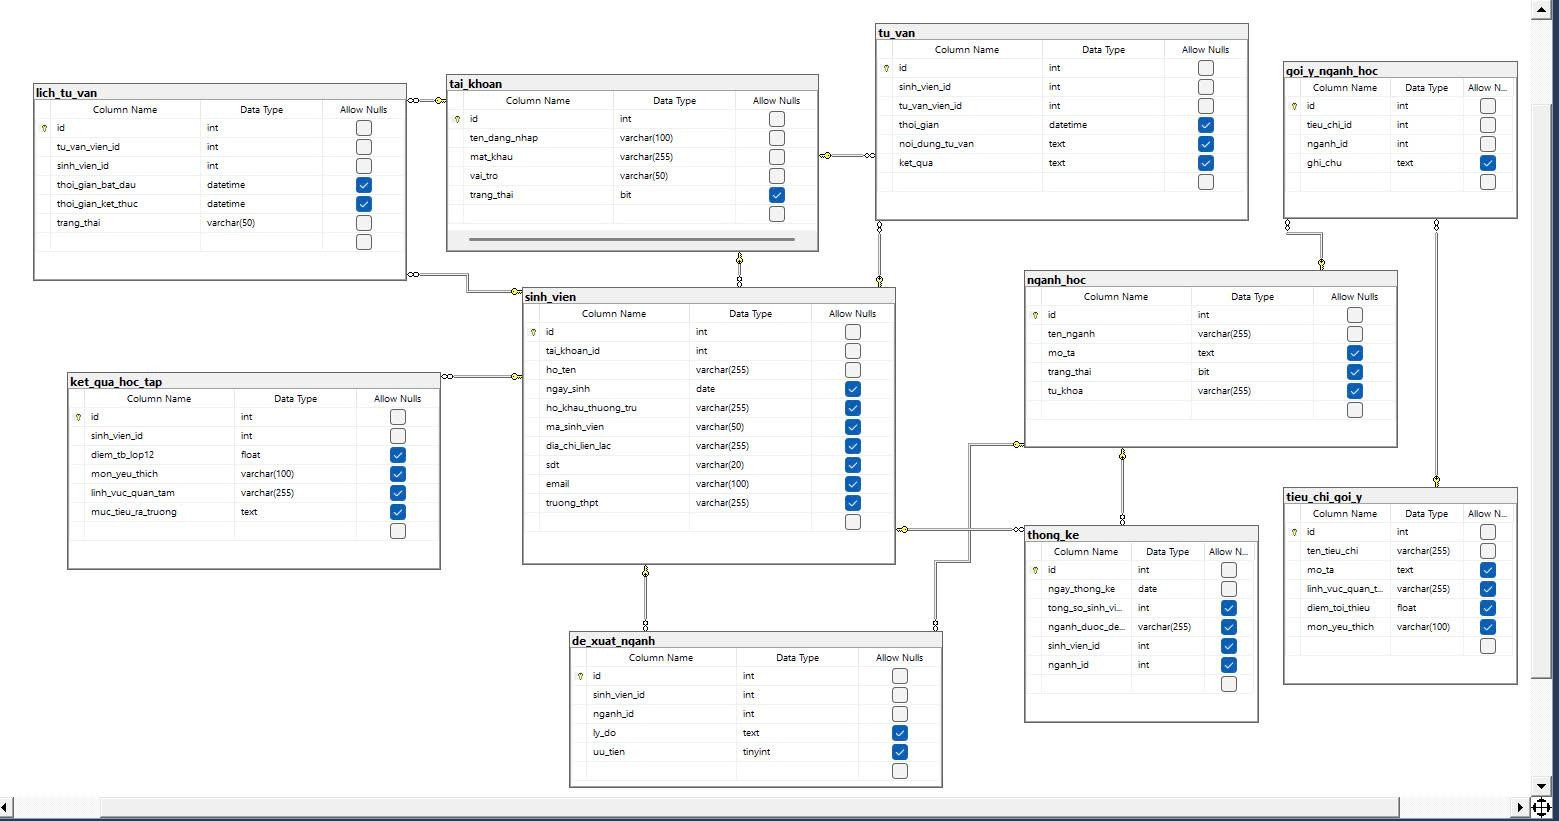 lich_tu_van
Column Name Data Type Allow Nulls
id int
tu_van_vien_id int
sinh_vien_id int
thoi_gian_bat_dau datetime
thoi_gian_ket_thuc datetime
trang_thai varchar(50)
tai_khoan
Column Name Data Type Allow Nulls
id int
ten_dang_nhap varchar(100)
mat_khau varchar(255)
vai_tro varchar(50)
trang_thai bit
tu_van
Column Name Data Type Allow Nulls
id int
sinh_vien_id int
tu_van_vien_id int
thoi_gian datetime
noi_dung_tu_van text
ket_qua text
goi_y_nganh_hoc
Column Name Data Type Allow N...
id int
tieu_chi_id int
nganh_id int
ghi_chu text
sinh_vien
Column Name Data Type Allow Nulls
id int
tai_khoan_id int
ho_ten varchar(255)
ngay_sinh date
ho_khau_thuong_tru varchar(255)
ma_sinh_vien varchar(50)
dia_chi_lien_lac varchar(255)
sdt varchar(20)
email varchar(100)
truong_thpt varchar(255)
nganh_hoc
Column Name Data Type Allow Nulls
id int
ten_nganh varchar(255)
mo_ta text
trang_thai bit
tu_khoa varchar(255)
ket_qua_hoc_tap
Column Name Data Type Allow Nulls
id int
sinh_vien_id int
diem_tb_lop12 float
mon_yeu_thich varchar(100)
linh_vuc_quan_tam varchar(255)
muc_tieu_ra_truong text
thong_ke
Column Name Data Type Allow N...
id int
ngay_thong_ke date
tong_so_sinh_vi... int
nganh_duoc_de... varchar(255)
sinh_vien_id int
nganh_id int
tieu_chi_goi_y
Column Name Data Type Allow N...
id int
ten_tieu_chi varchar(255)
mo_ta text
linh_vuc_quan_t... varchar(255)
diem_toi_thieu float
mon_yeu_thich varchar(100)
de_xuat_nganh
Column Name Data Type Allow Nulls
id int
sinh_vien_id int
nganh_id int
ly_do text
uu_tien tinyint